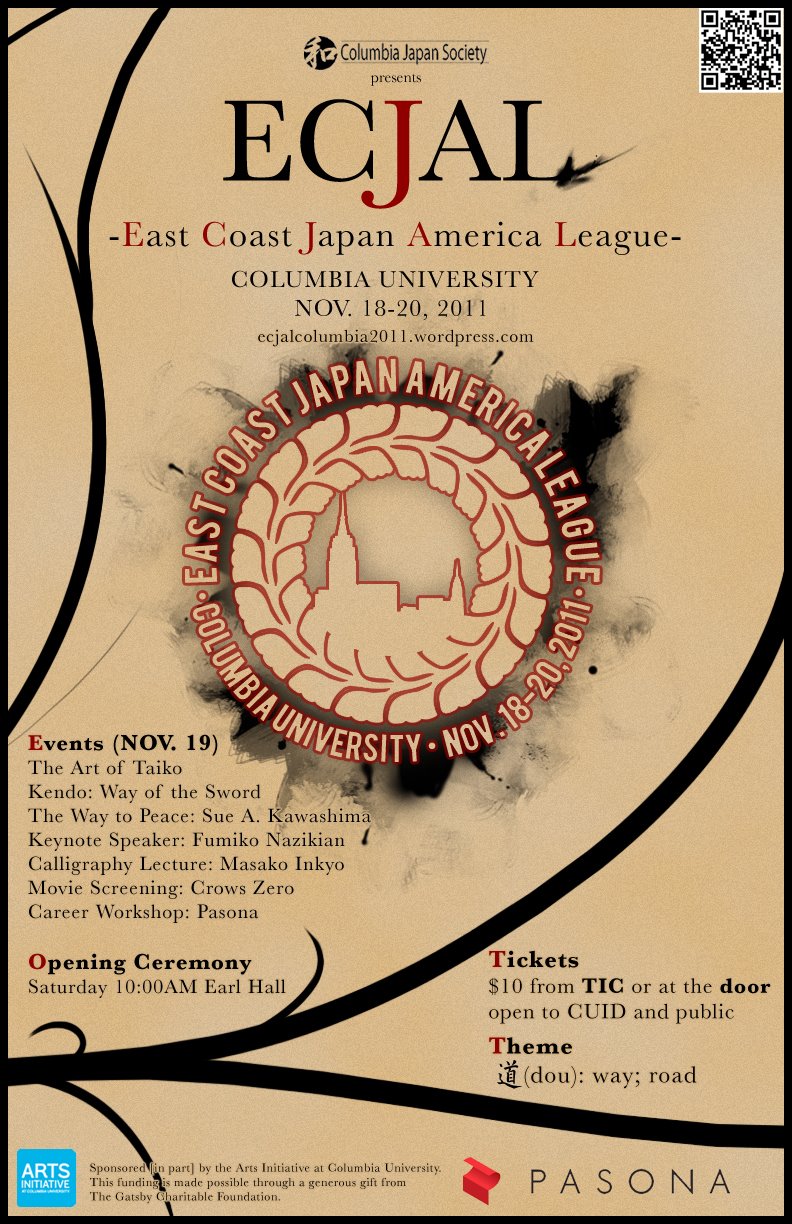 和 Columbia Japan Society
presents
ECJAL
-East Coast Japan America League-
COLUMBIA UNIVERSITY
NOV. 18-20, 2011
ecjalcolumbia2011.wordpress.com
• EAST COAST JAPAN AMERICA LEAGUE •
COLUMBIA UNIVERSITY • NOV. 18-20, 2011
Events (NOV. 19)
The Art of Taiko
Kendo: Way of the Sword
The Way to Peace: Sue A. Kawashima
Keynote Speaker: Fumiko Nazikian
Calligraphy Lecture: Masako Inkyo
Movie Screening: Crows Zero
Career Workshop: Pasona
Opening Ceremony
Saturday 10:00AM Earl Hall
Tickets
$10 from TIC or at the door
open to CUID and public
Theme
道(dou): way; road
ARTS
INITIATIVE
AT COLUMBIA UNIVERSITY
Sponsored [in part] by the Arts Initiative at Columbia University.
This funding is made possible through a generous gift from
The Gatsby Charitable Foundation.
PASONA